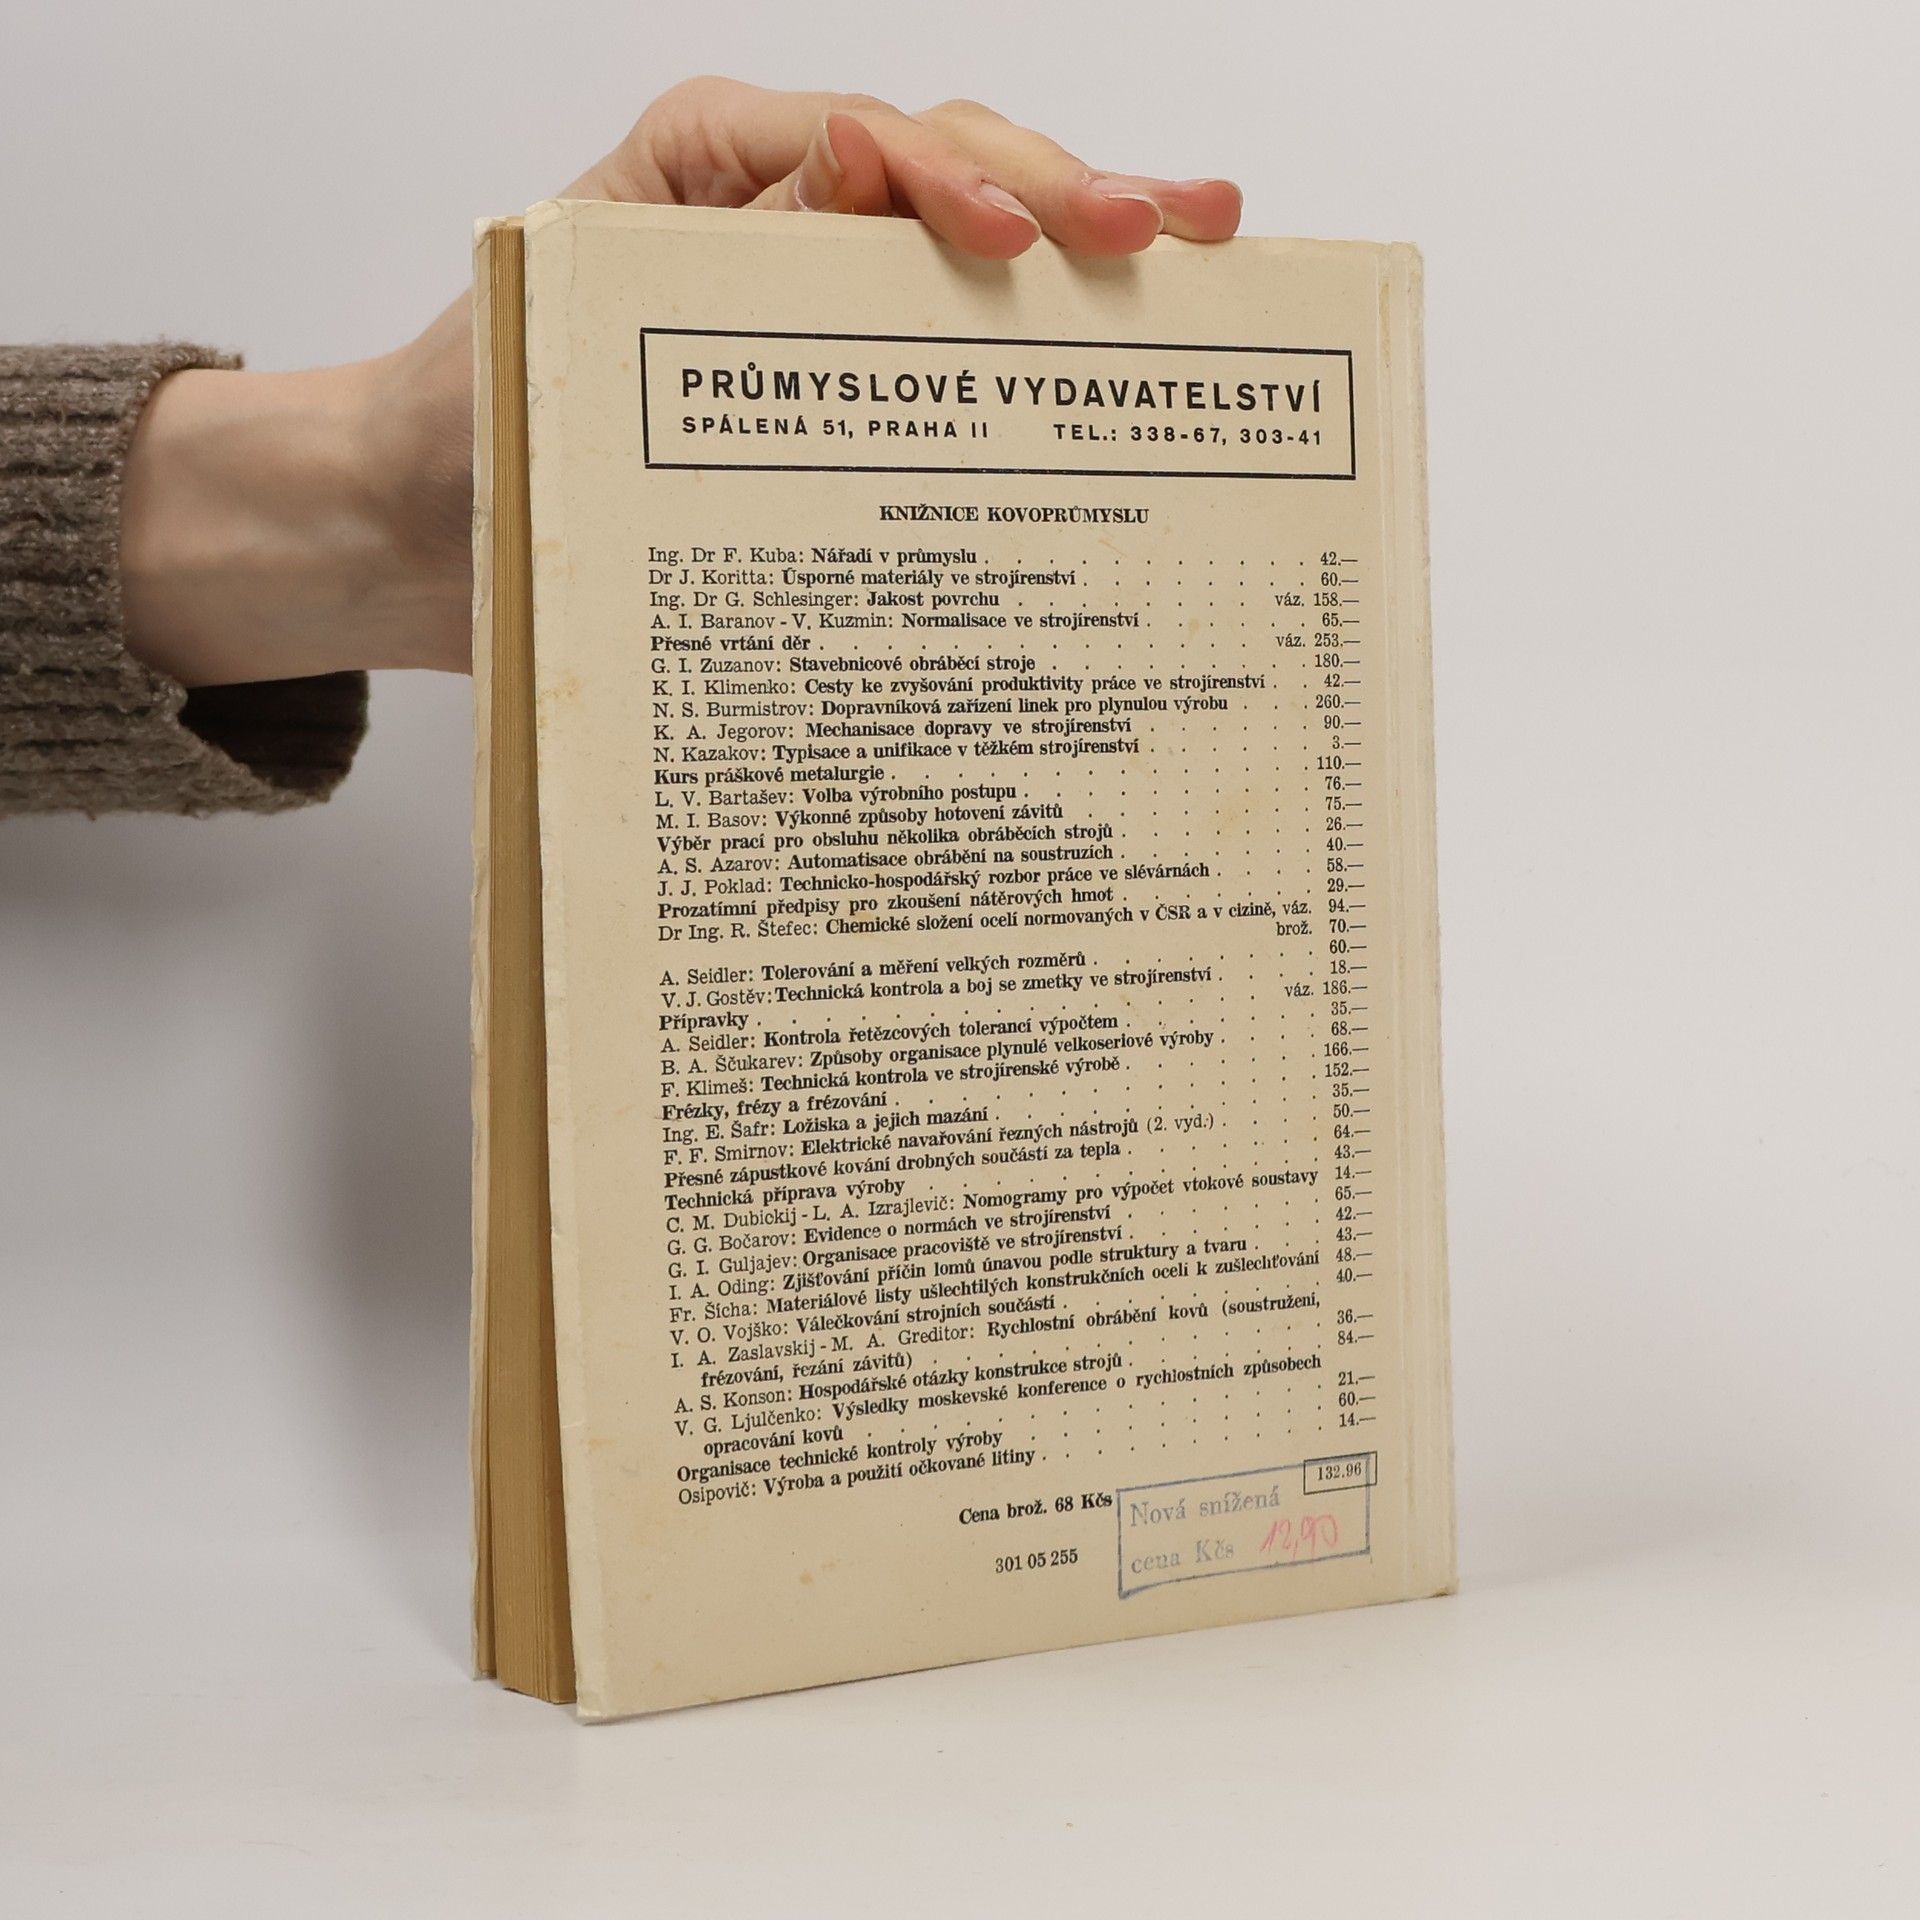 PRŮMYSLOVÉ VYDAVATELSTVÍ
SPÁLENÁ 51, PRAHA II TEL.: 338-67, 303-41
KNIŽNICE KOVOPRŮMYSLU
Ing. Dr F. Kuba: Nářadí v průmyslu . . . . . . . . . . 42.—
Dr J. Koritta: Úsporné materiály ve strojírenství . . . . . . . 60.—
Ing. Dr G. Schlesinger: Jakost povrchu . . . . . . . . váz. 158.—
A. I. Baranov - V. Kuzmin: Normalisace ve strojírenství . . . . . . 65.—
Přesné vrtání děr . . . . . . . . . . . . . . váz. 253.—
G. I. Zuzanov: Stavebnicové obráběcí stroje . . . . . . . . 180.—
K. I. Klimenko: Cesty ke zvyšování produktivity práce ve strojírenství . . 42.—
N. S. Burmistrov: Dopravníková zařízení linek pro plynulou výrobu . . . 260.—
K. A. Jegorov: Mechanisace dopravy ve strojírenství . . . . . . 90.—
N. Kazakov: Typisace a unifikace v těžkém strojírenství . . . . . . 3.—
Kurs práškové metalurgie . . . . . . . . . . . . . 110.—
L. V. Bartašev: Volba výrobního postupu . . . . . . . . . 76.—
M. I. Basov: Výkonné způsoby hotovení závitů . . . . . . . 75.—
Výběr prací pro obsluhu několika obráběcích strojů . . . . . . 26.—
A. S. Azarov: Automatisace obrábění na soustruzích . . . . . . 40.—
J. J. Poklad: Technicko-hospodářský rozbor práce ve slévárnách . . . . 58.—
Prozatímní předpisy pro zkoušení nátěrových hmot . . . . . . 29.—
Dr Ing. R. Štefec: Chemické složení ocelí normovaných v ČSR a v cizině, váz. 94.—
brož. 70.—
A. Seidler: Tolerování a měření velkých rozměrů . . . . . . . 60.—
V. J. Gostěv: Technická kontrola a boj se zmetky ve strojírenství . . . . 18.—
Přípravky . . . . . . . . . . . . . . . váz. 186.—
A. Seidler: Kontrola řetězcových tolerancí výpočtem . . . . . . 35.—
B. A. Ščukarev: Způsoby organisace plynulé velkoseriové výroby . . . . 68.—
F. Klimeš: Technická kontrola ve strojírenské výrobě . . . . . . 166.—
Frézky, frézy a frézování . . . . . . . . . . . . . 152.—
Ing. E. Šafr: Ložiska a jejich mazání . . . . . . . . . . 35.—
F. F. Smirnov: Elektrické navařování řezných nástrojů (2. vyd.) . . . . 50.—
Přesné zápustkové kování drobných součástí za tepla . . . . . . 64.—
Technická příprava výroby . . . . . . . . . . . . 43.—
C. M. Dubickij - L. A. Izrajlevič: Nomogramy pro výpočet vtokové soustavy 14.—
G. G. Bočarov: Evidence o normách ve strojírenství . . . . . . 65.—
G. I. Guljajev: Organisace pracoviště ve strojírenství . . . . . . 42.—
I. A. Oding: Zjišťování příčin lomů únavou podle struktury a tvaru . . . 43.—
Fr. Šícha: Materiálové listy ušlechtilých konstrukčních ocelí k zušlechťování 48.—
V. O. Vojško: Válečkování strojních součástí . . . . . . . . 40.—
I. A. Zaslavskij - M. A. Greditor: Rychlostní obrábění kovů (soustružení,
frézování, řezání závitů) . . . . . . . . . . . . 36.—
A. S. Konson: Hospodářské otázky konstrukce strojů . . . . . . 84.—
V. G. Ljulčenko: Výsledky moskevské konference o rychlostních způsobech
opracování kovů . . . . . . . . . . . . . 21.—
Organisace technické kontroly výroby . . . . . . . . . 60.—
Osipovič: Výroba a použití očkované litiny . . . . . . . . 14.—
132.96
Cena brož. 68 Kčs
Nová snížená
cena Kčs 12,90
301 05 255